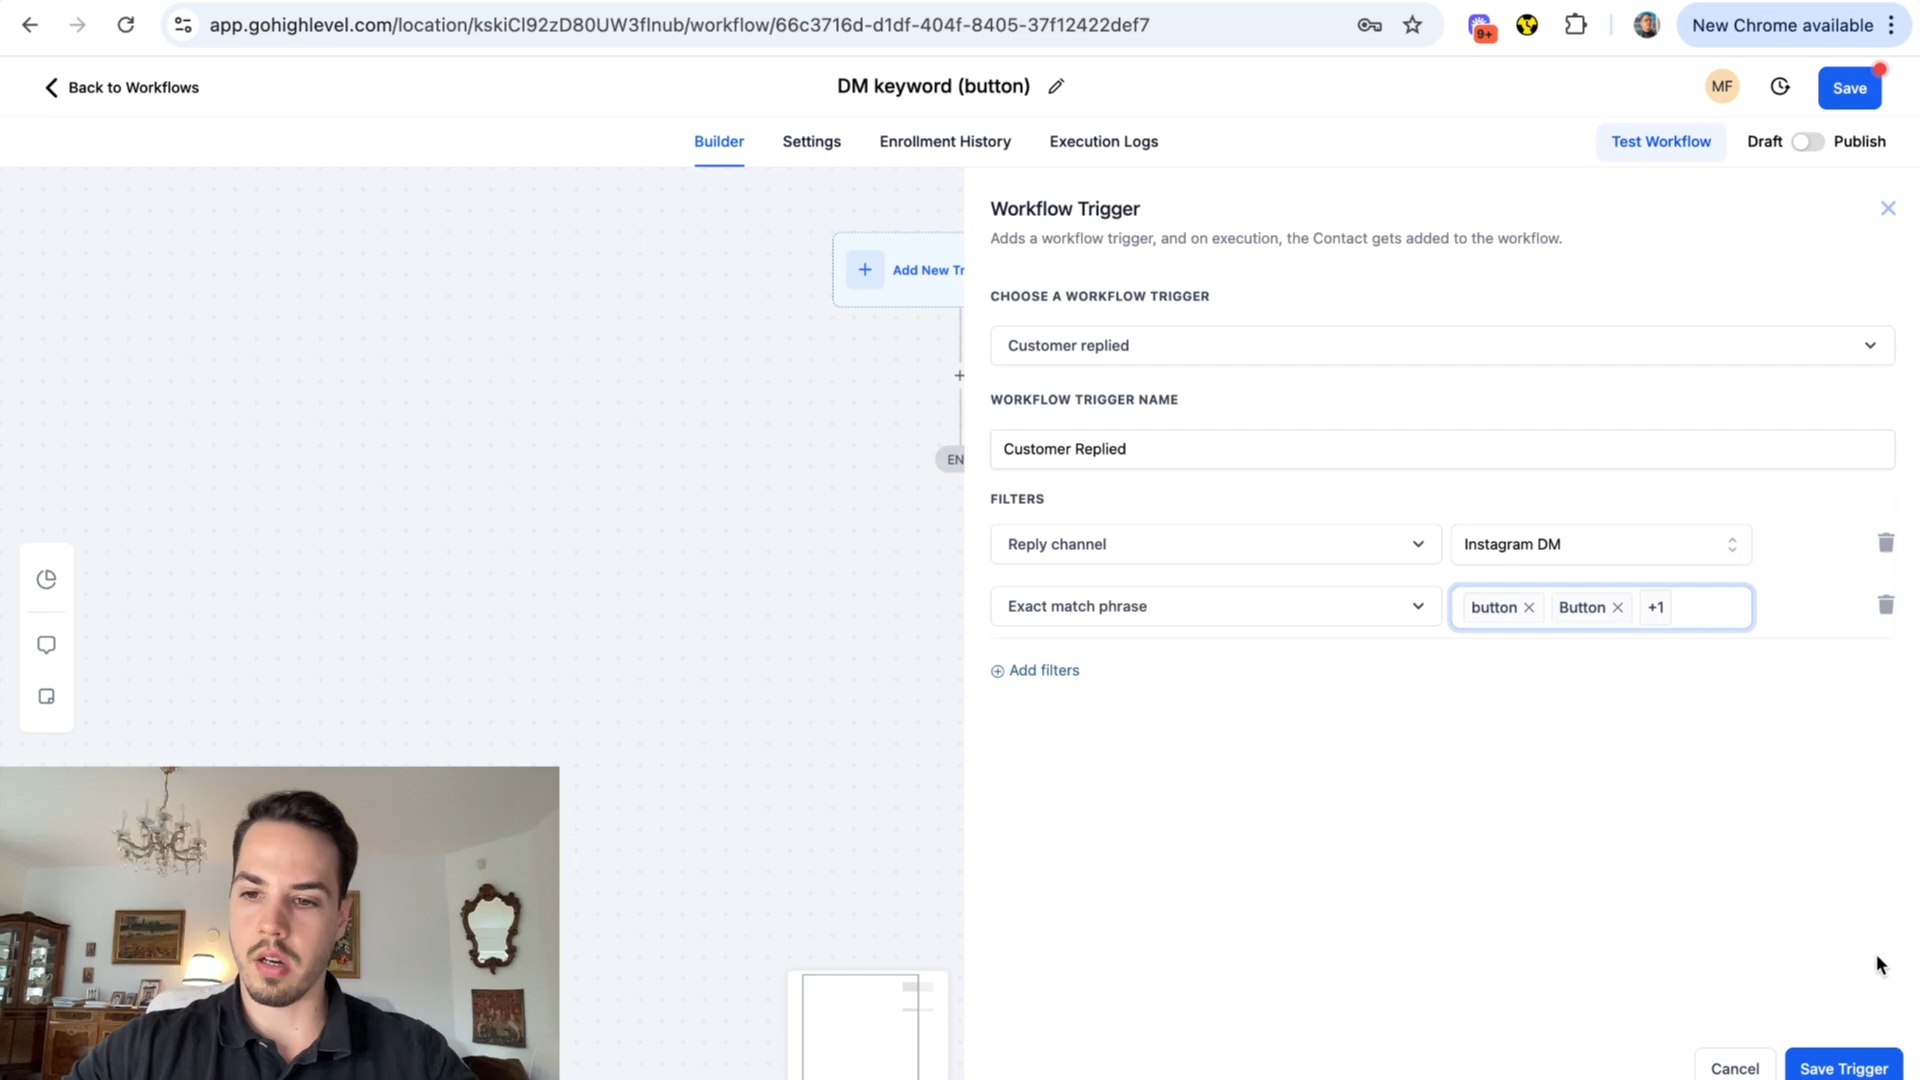 app.gohighlevel.com/location/kskiCl92zD80UW3flnub/workflow/66c3716d-d1df-404f-8405-37f12422def7
9+
New Chrome available
Back to Workflows
DM keyword (button)
MF
Save
Builder
Settings
Enrollment History
Execution Logs
Test Workflow
Draft
Publish
Add New Tr
EN
Workflow Trigger
Adds a workflow trigger, and on execution, the Contact gets added to the workflow.
CHOOSE A WORKFLOW TRIGGER
Customer replied
WORKFLOW TRIGGER NAME
Customer Replied
FILTERS
Reply channel
Instagram DM
Exact match phrase
button
Button
+1
Add filters
Cancel
Save Trigger